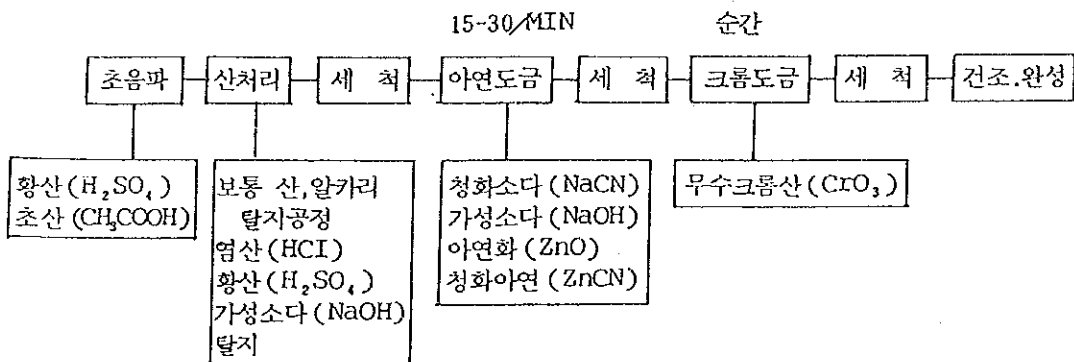 15-30/MIN 순간
초음파 산처리 세 척 아연도금 세 척 크롬도금 세 척 건조.완성
황산(H₂SO₄)
초산(CH₃COOH)
보통 산,알카리
탈지공정
염산(HCI)
황산(H₂SO₄)
가성소다(NaOH)
탈지
청화소다(NaCN)
가성소다(NaOH)
아연화(ZnO)
청화아연(ZnCN)
무수크롬산(CrO₃)